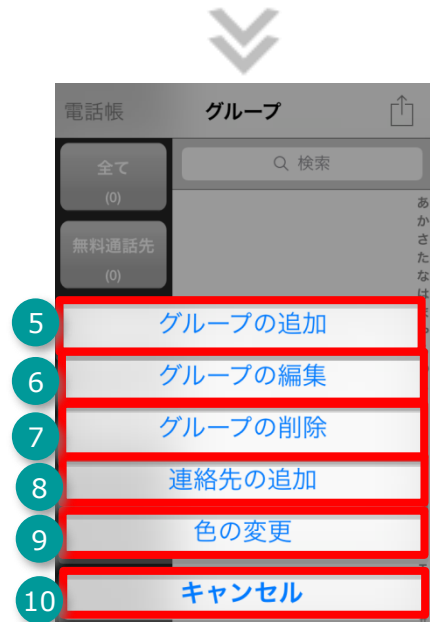 電話帳 グループ
全て
(0)
検索
無料通話先
(0)
あ
か
さ
た
な
は
5 グループの追加
6 グループの編集
7 グループの削除
8 連絡先の追加
9 色の変更
10 キャンセル